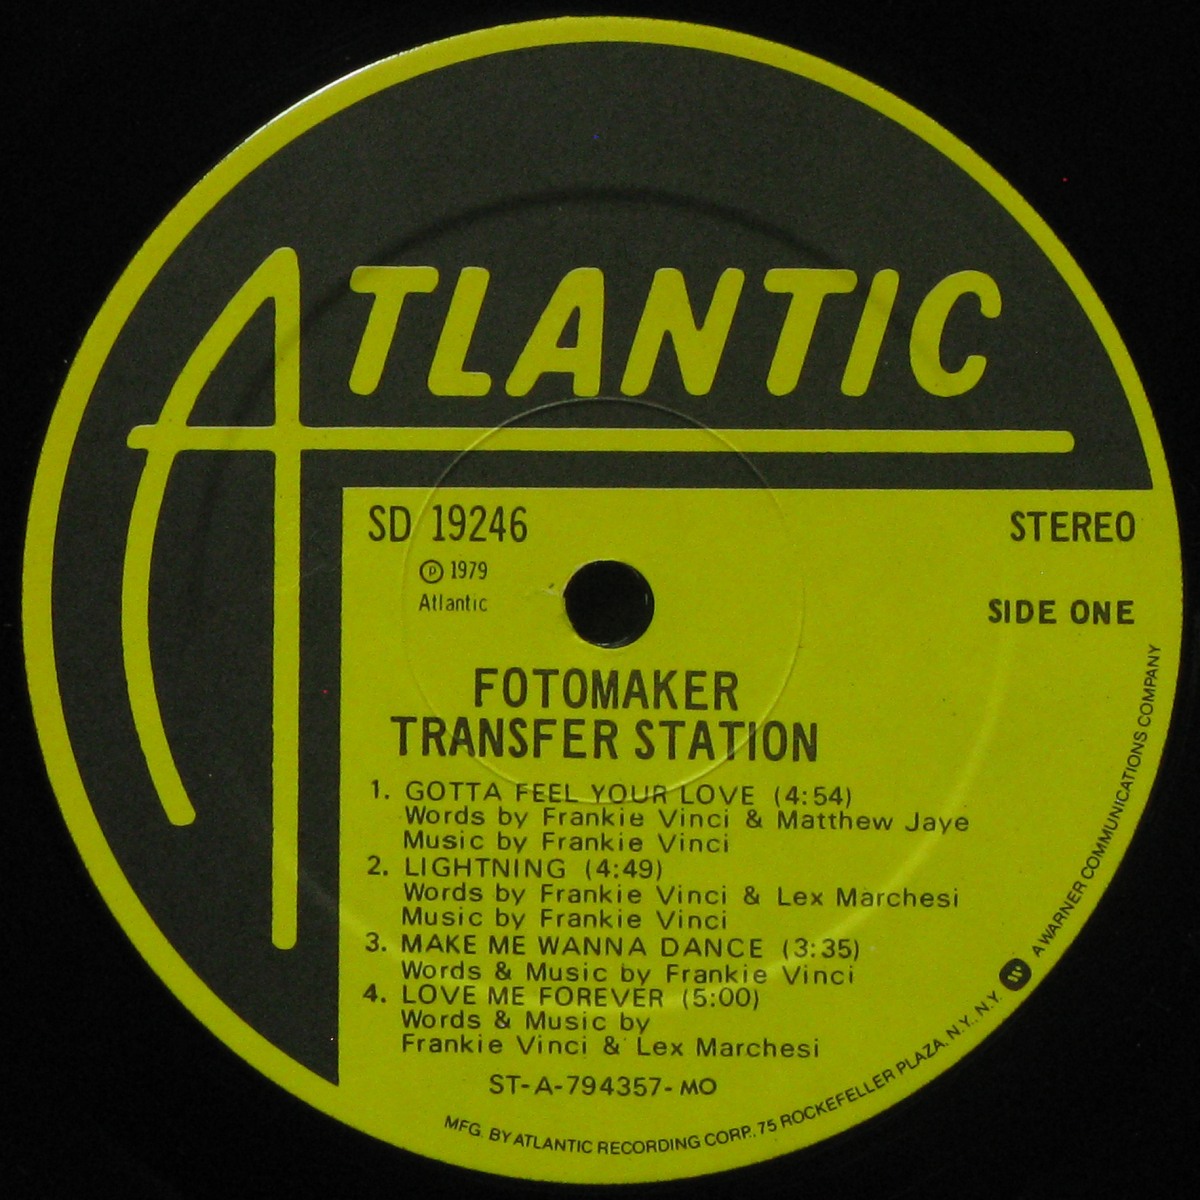 ATLANTIC
SD 19246
STEREO
Ⓟ 1979
Atlantic
SIDE ONE
FOTOMAKER
TRANSFER STATION
1. GOTTA FEEL YOUR LOVE (4:54)
Words by Frankie Vinci & Matthew Jaye
Music by Frankie Vinci
2. LIGHTNING (4:49)
Words by Frankie Vinci & Lex Marchesi
Music by Frankie Vinci
3. MAKE ME WANNA DANCE (3:35)
Words & Music by Frankie Vinci
4. LOVE ME FOREVER (5:00)
Words & Music by
Frankie Vinci & Lex Marchesi
ST-A-794357-MO
MFG. BY ATLANTIC RECORDING CORP., 75 ROCKEFELLER PLAZA, N.Y., N.Y. A WARNER COMMUNICATIONS COMPANY